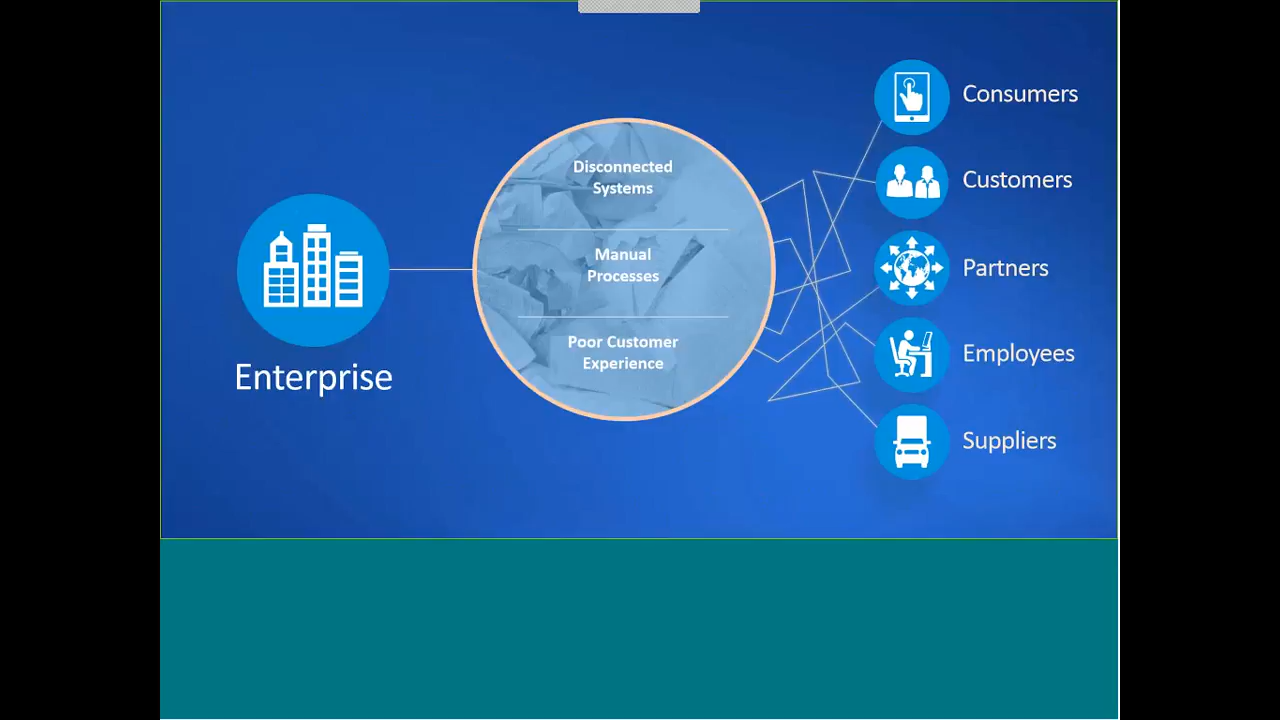 Consumers
Disconnected
Systems
Customers
Manual
Processes
Partners
Poor Customer
Experience
Employees
Enterprise
Suppliers